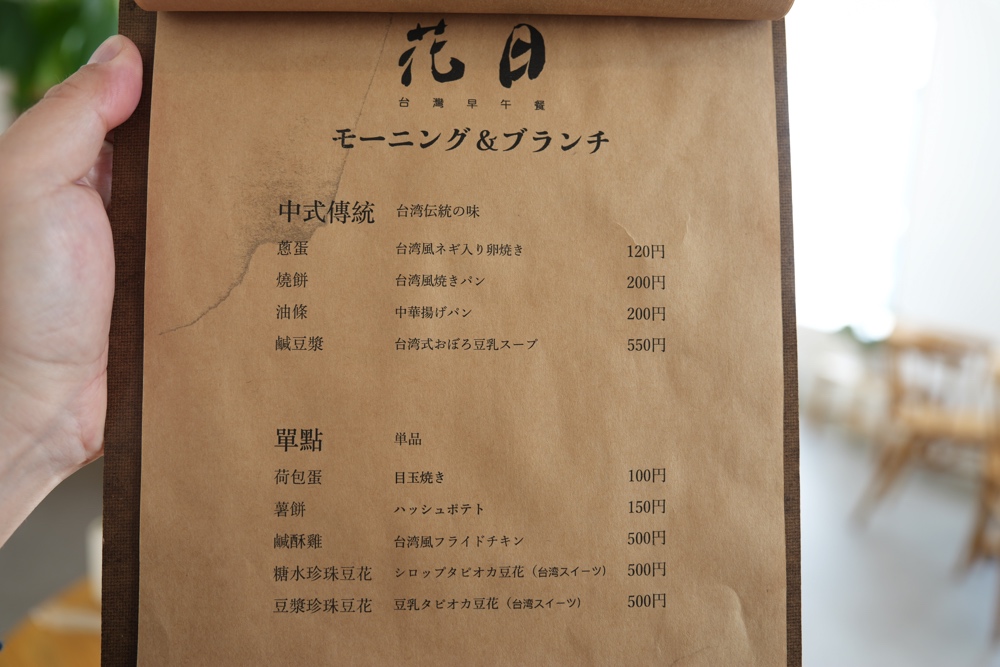 花日
台灣早午餐
モーニング&ブランチ
中式傳統 台湾伝統の味
蔥蛋 台湾風ネギ入り卵焼き 120円
燒餅 台湾風焼きパン 200円
油條 中華揚げパン 200円
鹹豆漿 台湾式おぼろ豆乳スープ 550円
單點 単品
荷包蛋 目玉焼き 100円
薯餅 ハッシュポテト 150円
鹹酥雞 台湾風フライドチキン 500円
糖水珍珠豆花 シロップタピオカ豆花(台湾スイーツ) 500円
豆漿珍珠豆花 豆乳タピオカ豆花(台湾スイーツ) 500円